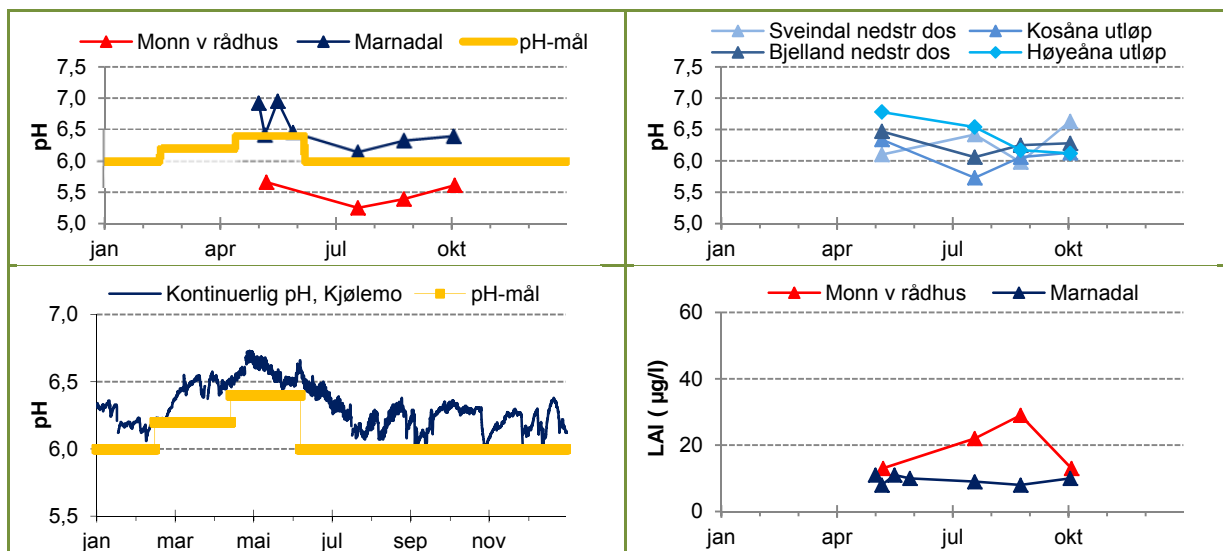 Monn v rådhus Marnadal pH-mål
7,5
7,0
6,5
6,0
5,5
5,0
pH
jan apr jul okt
Sveindal nedstr dos Kosåna utløp
Bjelland nedstr dos Høyeåna utløp
7,5
7,0
6,5
6,0
5,5
5,0
pH
jan apr jul okt
Kontinuerlig pH, Kjølemo pH-mål
7,0
6,5
6,0
5,5
pH
jan mar mai jul sep nov
Monn v rådhus Marnadal
60
40
20
0
LAl ( µg/l)
jan apr jul okt